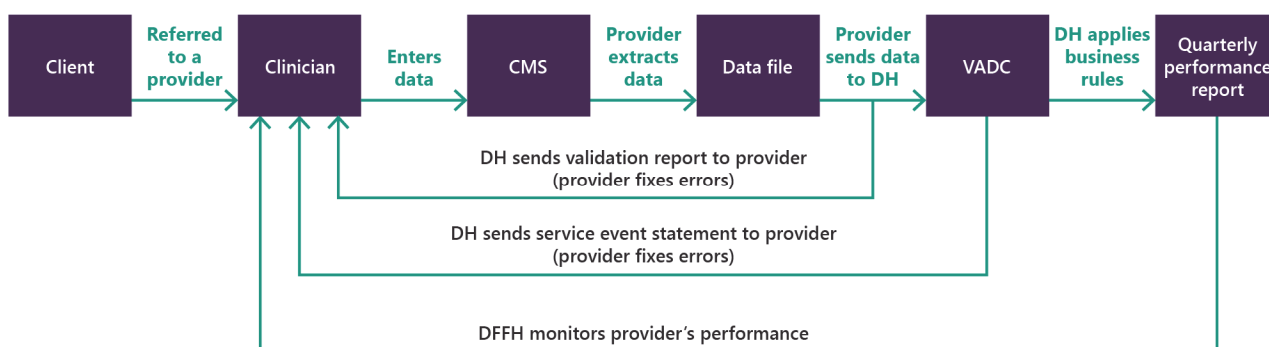 Client
Referred
to a
provider
Clinician
Enters
data
CMS
Provider
extracts
data
Data file
Provider
sends data
to DH
VADC
DH applies
business
rules
Quarterly
performance
report
DH sends validation report to provider
(provider fixes errors)
DH sends service event statement to provider
(provider fixes errors)
DFFH monitors provider's performance